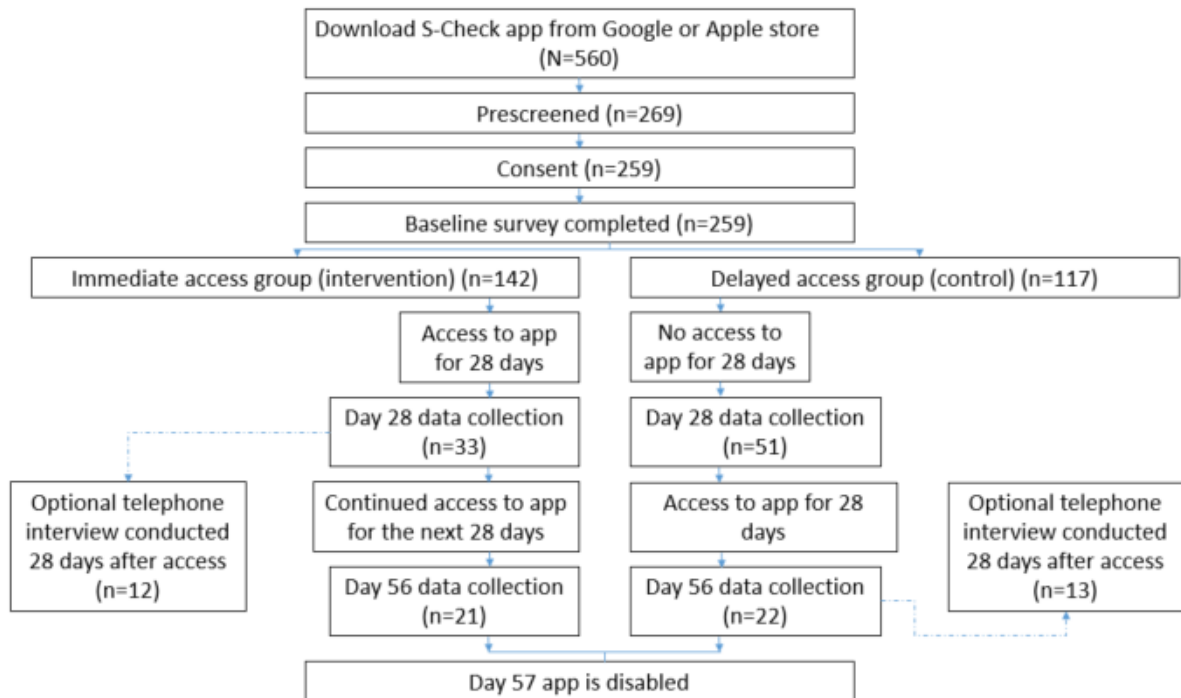 Download S-Check app from Google or Apple store
(N=560)
Prescreened (n=269)
Consent (n=259)
Baseline survey completed (n=259)
Immediate access group (intervention) (n=142)
Delayed access group (control) (n=117)
Access to app
for 28 days
No access to
app for 28 days
Day 28 data collection
(n=33)
Day 28 data collection
(n=51)
Optional telephone
interview conducted
28 days after access
(n=12)
Continued access to app
for the next 28 days
Access to app for 28
days
Optional telephone
interview conducted
28 days after access
(n=13)
Day 56 data collection
(n=21)
Day 56 data collection
(n=22)
Day 57 app is disabled